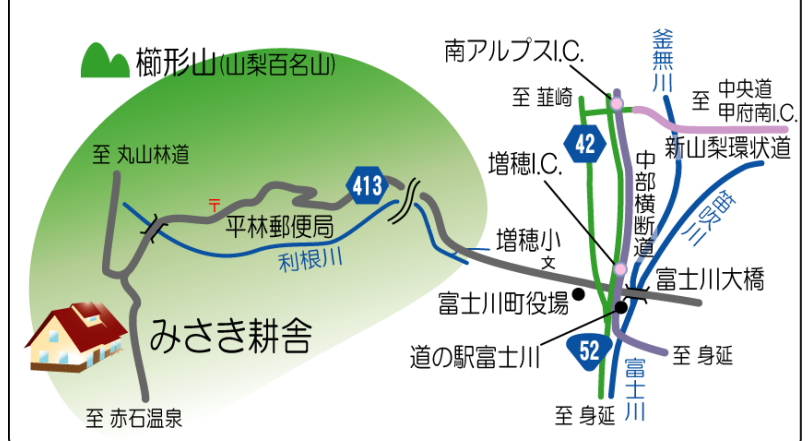 櫛形山(山梨百名山)
南アルプスI.C.
釜無川
至 韮崎
至 中央道
甲府南I.C.
至 丸山林道
42
増穂I.C.
中部横断道
新山梨環状道
413
〒
平林郵便局
利根川
笛吹川
増穂小
文
富士川大橋
富士川町役場
みさき耕舎
道の駅富士川
52
至 身延
富士川
至 赤石温泉
至 身延